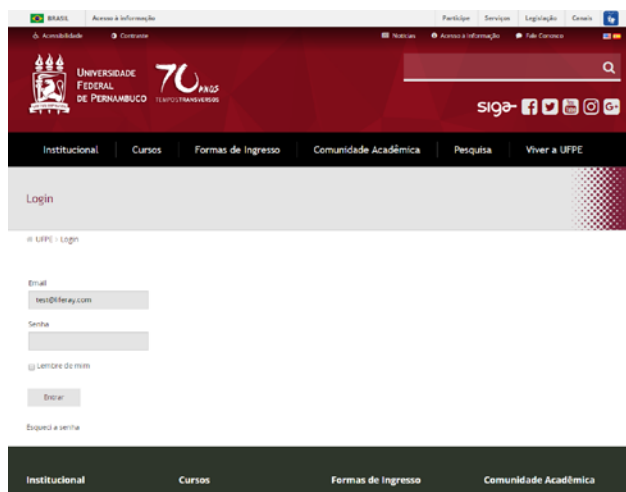 BRASIL Acesso à informação Participe Serviços Legislação Canais
Acessibilidade Contraste Notícias Acesso à informação Fale Conosco
UNIVERSIDADE
FEDERAL
DE PERNAMBUCO
70 ANOS
TEMPOS TRANSVERSOS
siga
Institucional Cursos Formas de Ingresso Comunidade Acadêmica Pesquisa Viver a UFPE
Login
UFPE › Login
Email
test@liferay.com
Senha
Lembre de mim
Entrar
Esqueci a senha
Institucional Cursos Formas de Ingresso Comunidade Acadêmica